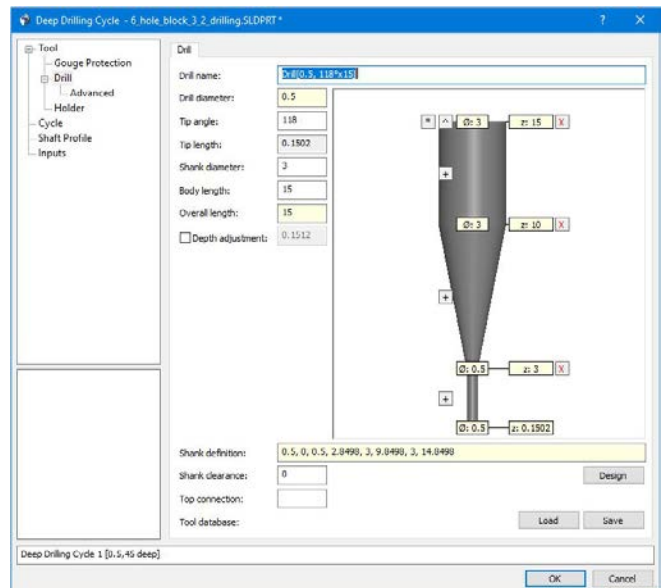 Deep Drilling Cycle - 6_hole_block_3_2_drilling.SLDPRT *
? X
Tool
Gouge Protection
Drill
Advanced
Holder
Cycle
Shaft Profile
Inputs
Drill
Drill name: Drill[0.5, 118°x15]
Drill diameter: 0.5
Tip angle: 118
Tip length: 0.1502
Shank diameter: 3
Body length: 15
Overall length: 15
Depth adjustment: 0.1512
* ^ Ø: 3 z: 15 X
+
Ø: 3 z: 10 X
+
Ø: 0.5 z: 3 X
+
Ø: 0.5 z: 0.1502
Shank definition: 0.5, 0, 0.5, 2.8498, 3, 9.8498, 3, 14.8498
Shank clearance: 0 Design
Top connection:
Tool database: Load Save
Deep Drilling Cycle 1 [0.5,45 deep]
OK Cancel